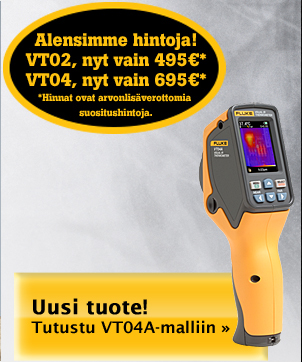 Alensimme hintoja!
VT02, nyt vain 495€*
VT04, nyt vain 695€*
*Hinnat ovat arvonlisäverottomia
suositushintoja.
FLUKE
Uusi tuote!
Tutustu VT04A-malliin »